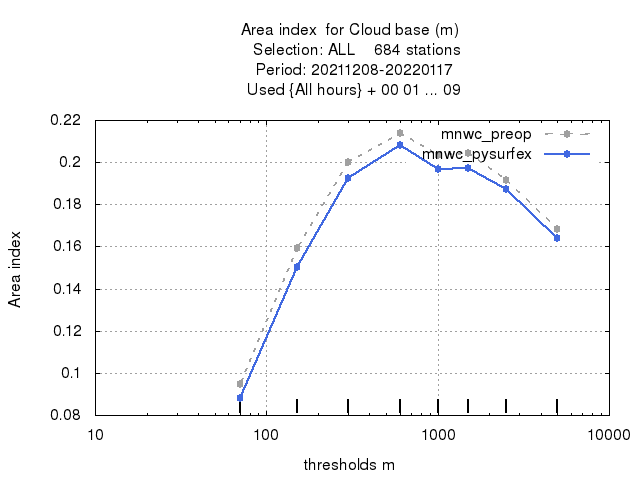 Area index  for Cloud base (m)
Selection: ALL    684 stations
Period: 20211208-20220117
Used {All hours} + 00 01 ... 09
mnwc_preop
mnwc_pysurfex
0.22
0.2
0.18
0.16
0.14
0.12
0.1
0.08
Area index
10
100
1000
10000
thresholds m